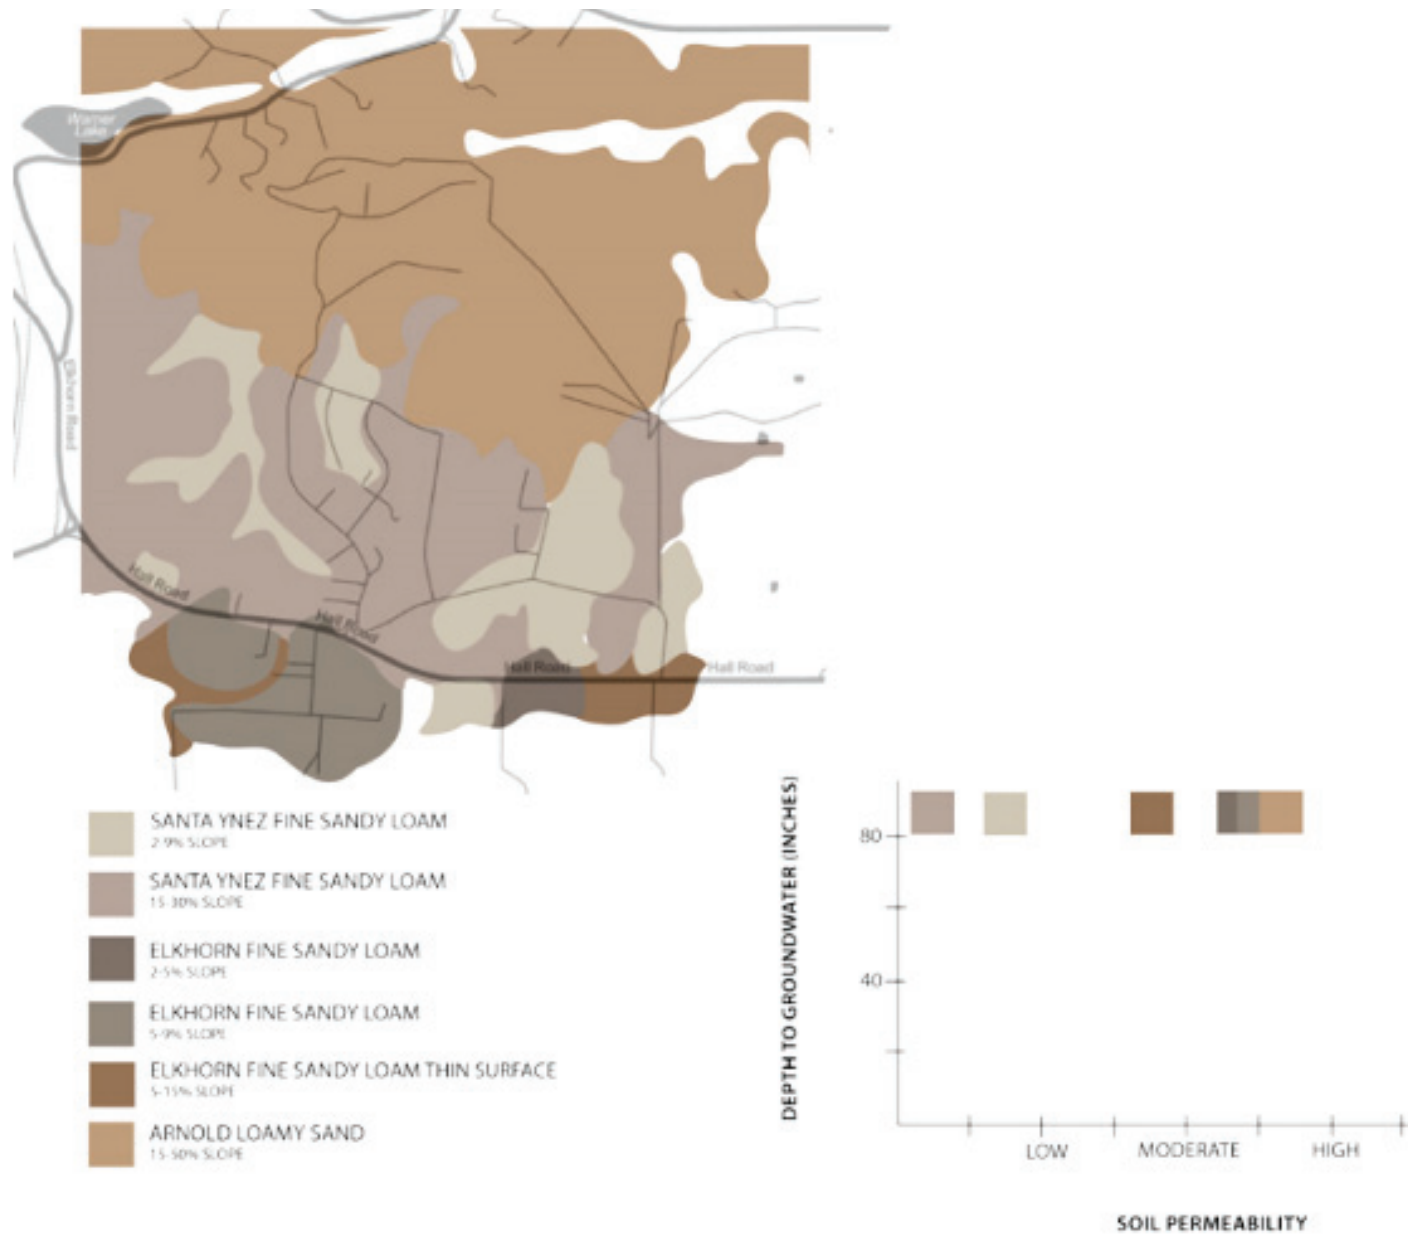 Warner
Lake
Elkhorn Road
Hall Road
Hall Road
Hall Road
Hall Road
SANTA YNEZ FINE SANDY LOAM
2-9% SLOPE
SANTA YNEZ FINE SANDY LOAM
15-30% SLOPE
ELKHORN FINE SANDY LOAM
2-5% SLOPE
ELKHORN FINE SANDY LOAM
5-9% SLOPE
ELKHORN FINE SANDY LOAM THIN SURFACE
5-15% SLOPE
ARNOLD LOAMY SAND
15-50% SLOPE
DEPTH TO GROUNDWATER (INCHES)
80
40
LOW MODERATE HIGH
SOIL PERMEABILITY